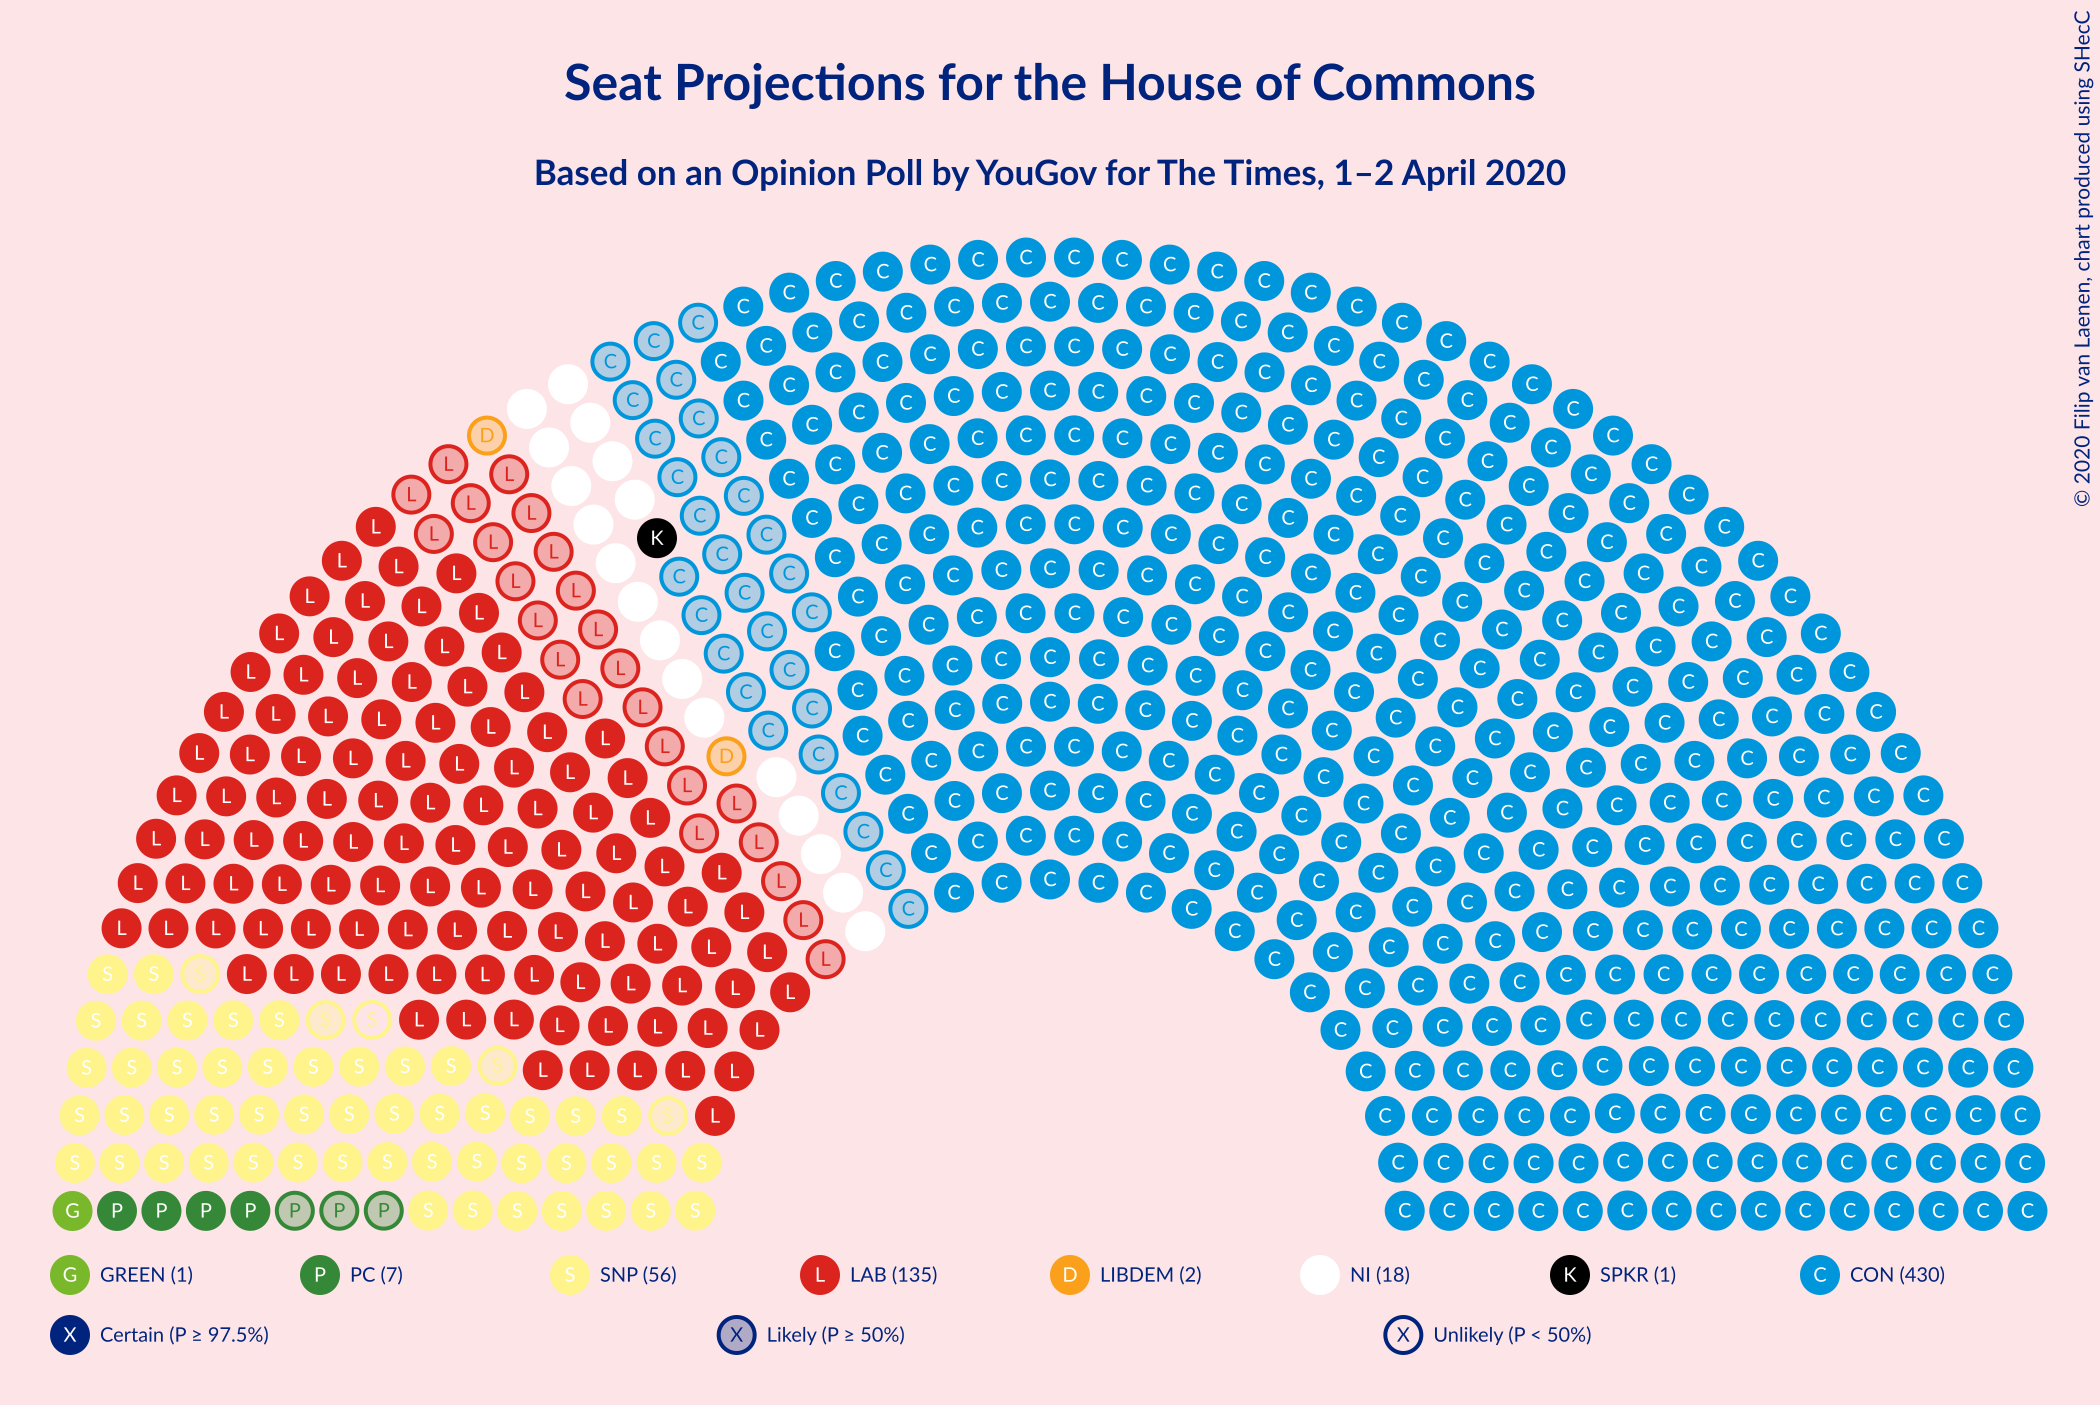 Seat Projections for the House of Commons
Based on an Opinion Poll by YouGov for The Times, 1–2 April 2020
© 2020 Filip van Laenen, chart produced using SHecC
G GREEN (1)
P PC (7)
S SNP (56)
L LAB (135)
D LIBDEM (2)
NI (18)
K SPKR (1)
C CON (430)
X Certain (P ≥ 97.5%)
X Likely (P ≥ 50%)
X Unlikely (P < 50%)